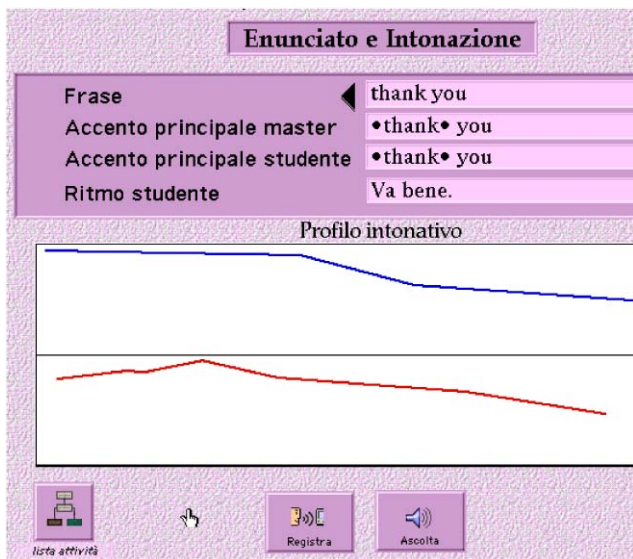 Enunciato e Intonazione
Frase thank you
Accento principale master •thank• you
Accento principale studente •thank• you
Ritmo studente Va bene.
Profilo intonativo
Registra Ascolta
lista attività